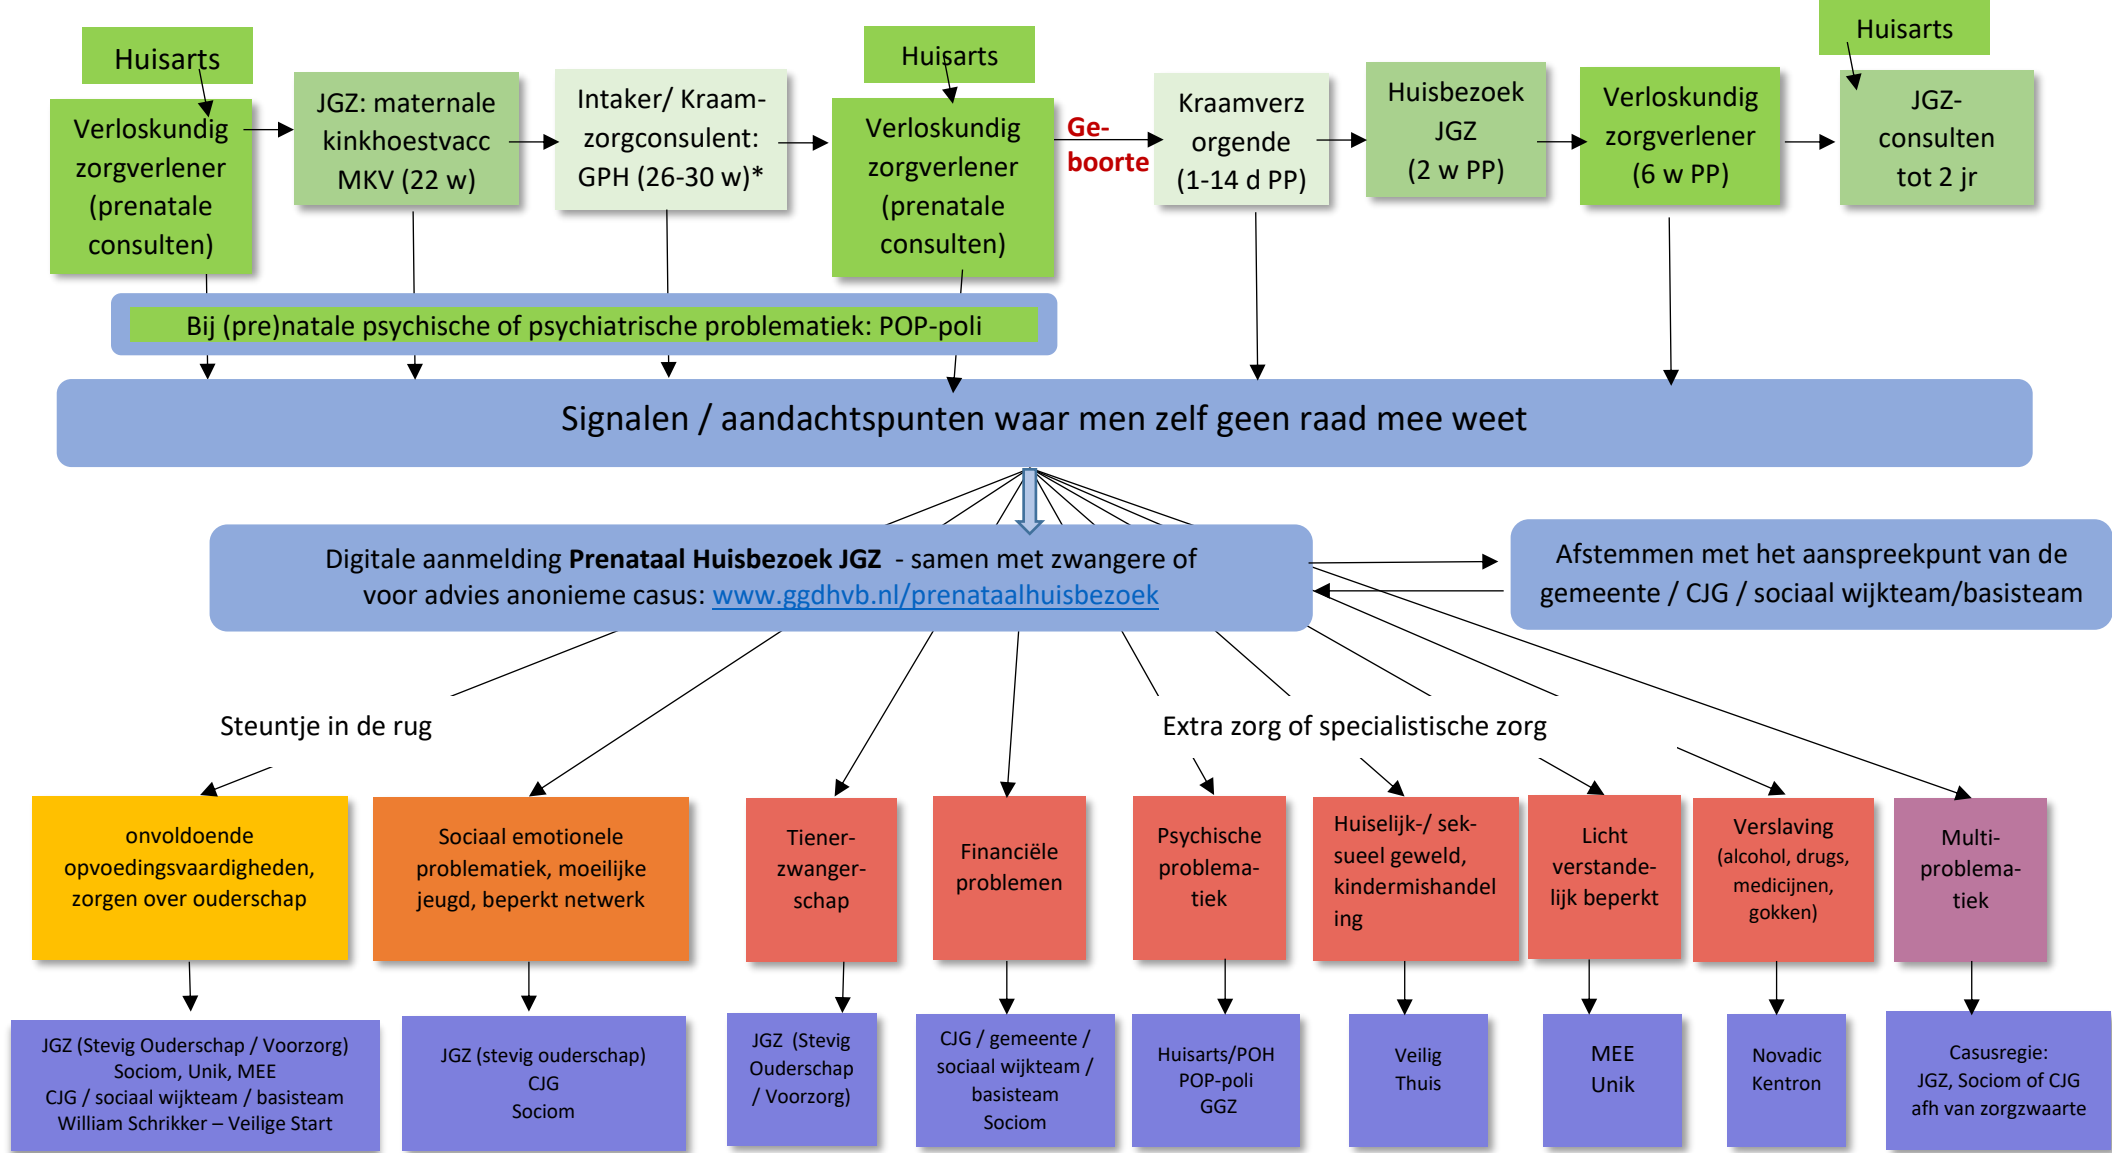 Huisarts
Verloskundig
zorgverlener
(prenatale
consulten)
JGZ: maternale
kinkhoestvacc
MKV (22 w)
Intaker/ Kraam-
zorgconsulent:
GPH (26-30 w)*
Huisarts
Verloskundig
zorgverlener
(prenatale
consulten)
Ge-
boorte
Kraamverz
orgende
(1-14 d PP)
Huisbezoek
JGZ
(2 w PP)
Verloskundig
zorgverlener
(6 w PP)
Huisarts
JGZ-
consulten
tot 2 jr
Bij (pre)natale psychische of psychiatrische problematiek: POP-poli
Signalen / aandachtspunten waar men zelf geen raad mee weet
Digitale aanmelding Prenataal Huisbezoek JGZ - samen met zwangere of
voor advies anonieme casus: www.ggdhvb.nl/prenataalhuisbezoek
Afstemmen met het aanspreekpunt van de
gemeente / CJG / sociaal wijkteam/basisteam
Steuntje in de rug
Extra zorg of specialistische zorg
onvoldoende
opvoedingsvaardigheden,
zorgen over ouderschap
Sociaal emotionele
problematiek, moeilijke
jeugd, beperkt netwerk
Tiener-
zwanger-
schap
Financiële
problemen
Psychische
problema-
tiek
Huiselijk-/ sek-
sueel geweld,
kindermishandel
ing
Licht
verstande-
lijk beperkt
Verslaving
(alcohol, drugs,
medicijnen,
gokken)
Multi-
problema-
tiek
JGZ (Stevig Ouderschap / Voorzorg)
Sociom, Unik, MEE
CJG / sociaal wijkteam / basisteam
William Schrikker – Veilige Start
JGZ (stevig ouderschap)
CJG
Sociom
JGZ (Stevig
Ouderschap
/ Voorzorg)
CJG / gemeente /
sociaal wijkteam /
basisteam
Sociom
Huisarts/POH
POP-poli
GGZ
Veilig
Thuis
MEE
Unik
Novadic
Kentron
Casusregie:
JGZ, Sociom of CJG
afh van zorgzwaarte